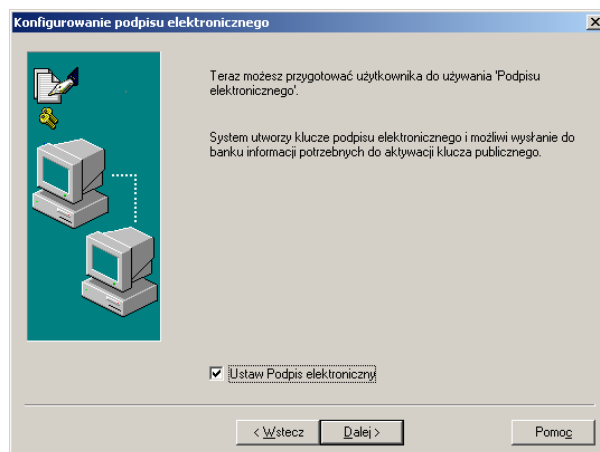 Konfigurowanie podpisu elektronicznego
Teraz możesz przygotować użytkownika do używania 'Podpisu
elektronicznego'.
System utworzy klucze podpisu elektronicznego i możliwi wysłanie do
banku informacji potrzebnych do aktywacji klucza publicznego.
Ustaw Podpis elektroniczny
< Wstecz
Dalej >
Pomoc